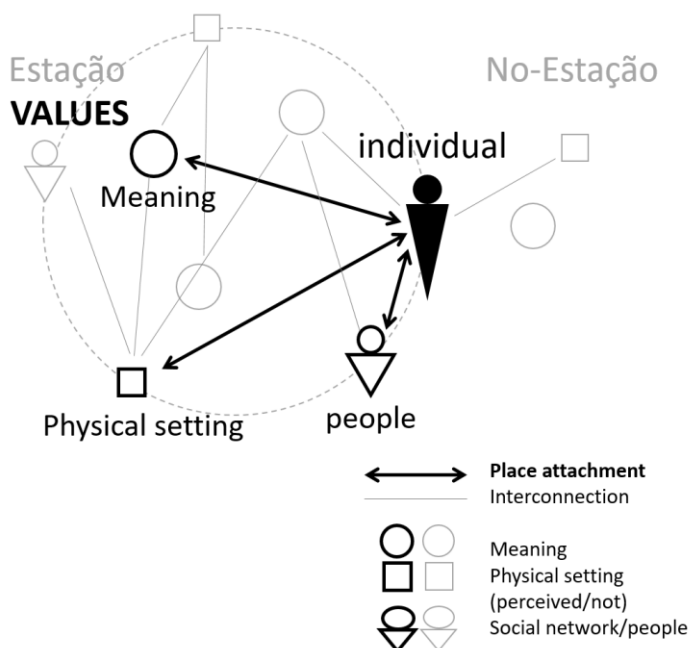 Estação
No-Estação
VALUES
individual
Meaning
Physical setting
people
Place attachment
Interconnection
Meaning
Physical setting
(perceived/not)
Social network/people